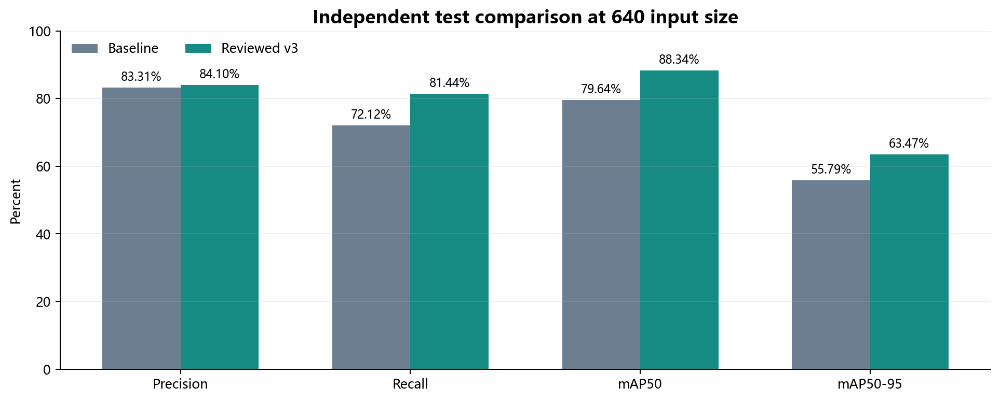 Independent test comparison at 640 input size
Baseline
Reviewed v3
100
80
60
40
20
0
Percent
83.31%
84.10%
72.12%
81.44%
79.64%
88.34%
55.79%
63.47%
Precision
Recall
mAP50
mAP50-95